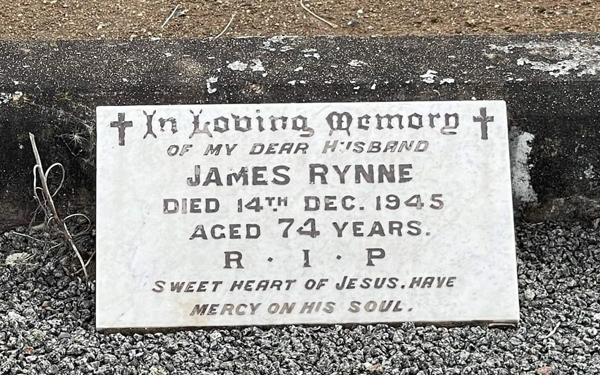 ✝ In Loving Memory ✝
OF MY DEAR HUSBAND
JAMES RYNNE
DIED 14TH DEC. 1945
AGED 74 YEARS.
R · I · P
SWEET HEART OF JESUS. HAVE
MERCY ON HIS SOUL.